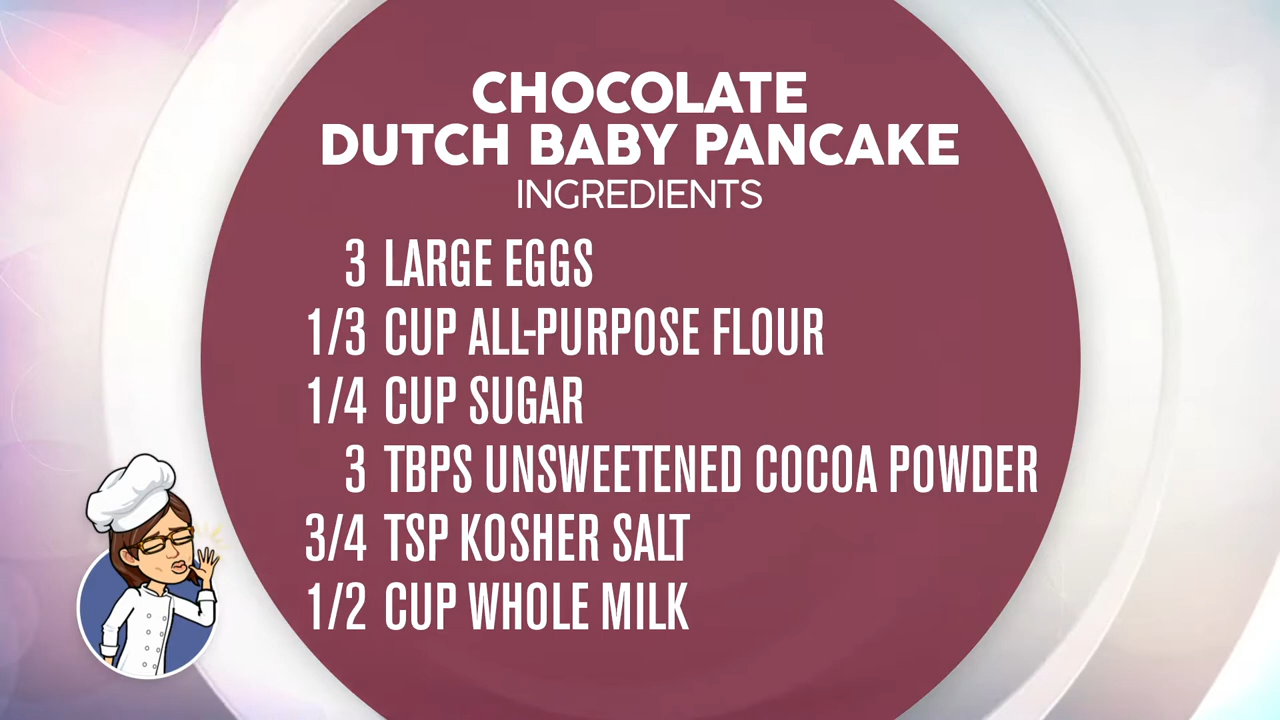 CHOCOLATE
DUTCH BABY PANCAKE
INGREDIENTS
3 LARGE EGGS
1/3 CUP ALL-PURPOSE FLOUR
1/4 CUP SUGAR
3 TBPS UNSWEETENED COCOA POWDER
3/4 TSP KOSHER SALT
1/2 CUP WHOLE MILK